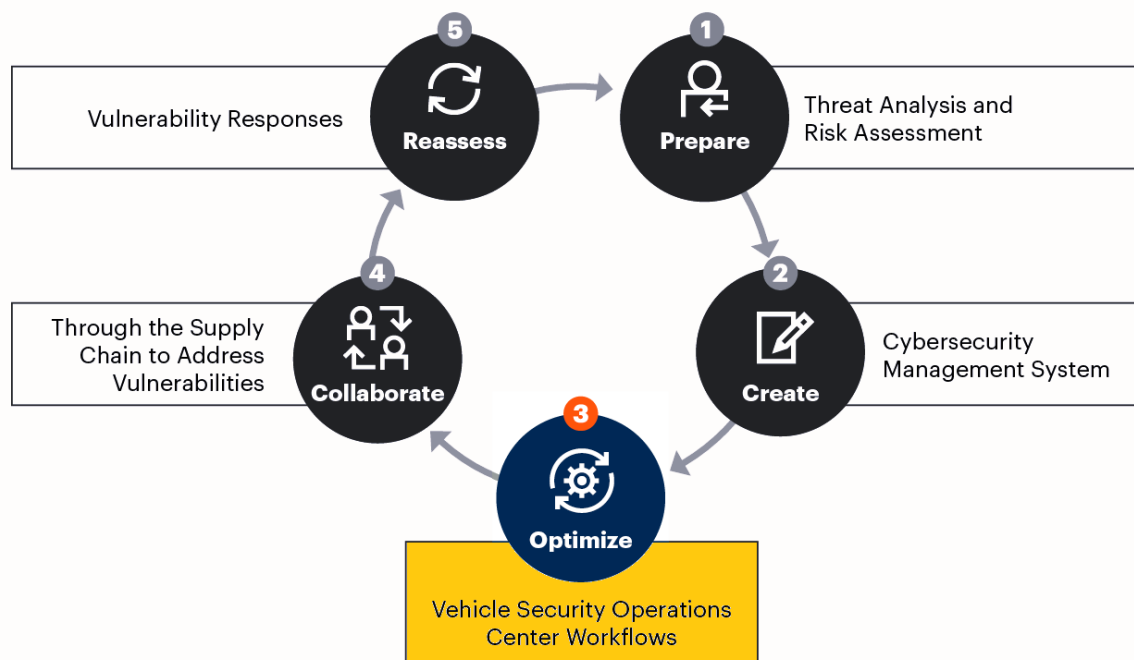 1
Prepare
Threat Analysis and
Risk Assessment
2
Create
Cybersecurity
Management System
3
Optimize
Vehicle Security Operations
Center Workflows
4
Collaborate
Through the Supply
Chain to Address
Vulnerabilities
5
Reassess
Vulnerability Responses